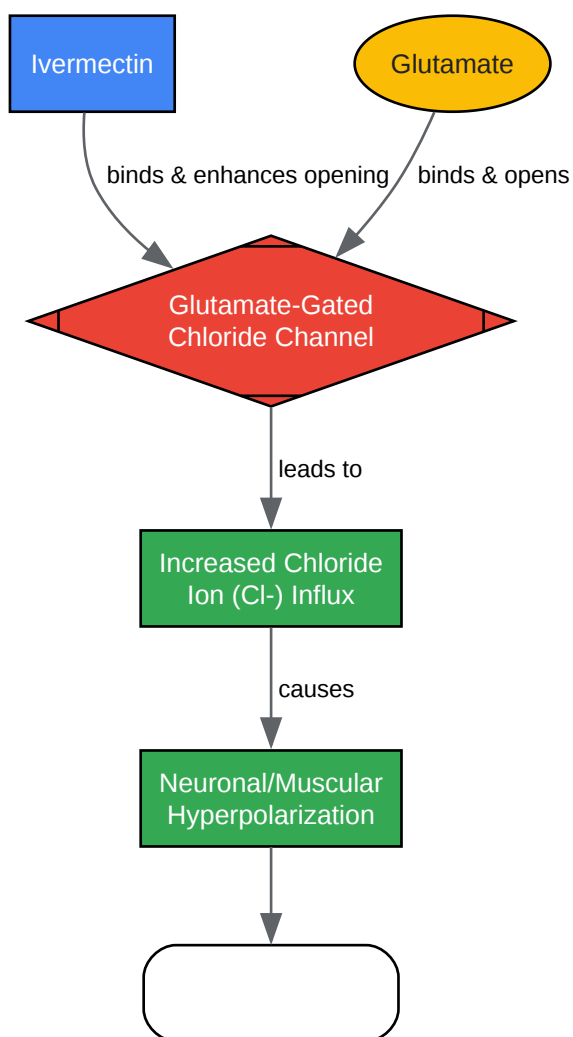 Ivermectin
Glutamate
binds & enhances opening
binds & opens
Glutamate-Gated
Chloride Channel
leads to
Increased Chloride
Ion (Cl-) Influx
causes
Neuronal/Muscular
Hyperpolarization